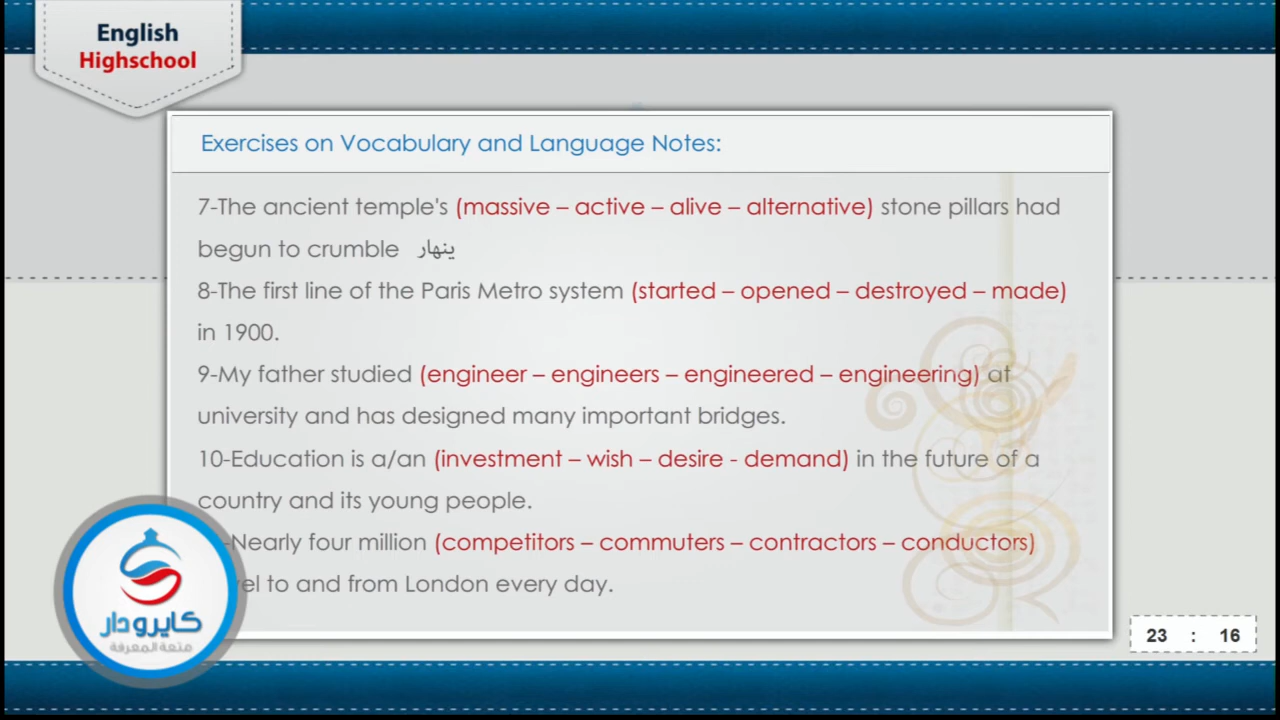 English
Highschool
Exercises on Vocabulary and Language Notes:
7-The ancient temple's (massive – active – alive – alternative) stone pillars had
begun to crumble ينهار
8-The first line of the Paris Metro system (started – opened – destroyed – made)
in 1900.
9-My father studied (engineer – engineers – engineered – engineering) at
university and has designed many important bridges.
10-Education is a/an (investment – wish – desire - demand) in the future of a
country and its young people.
-Nearly four million (competitors – commuters – contractors – conductors)
to and from London every day.
كايرودار
متعة المعرفة
23 : 16